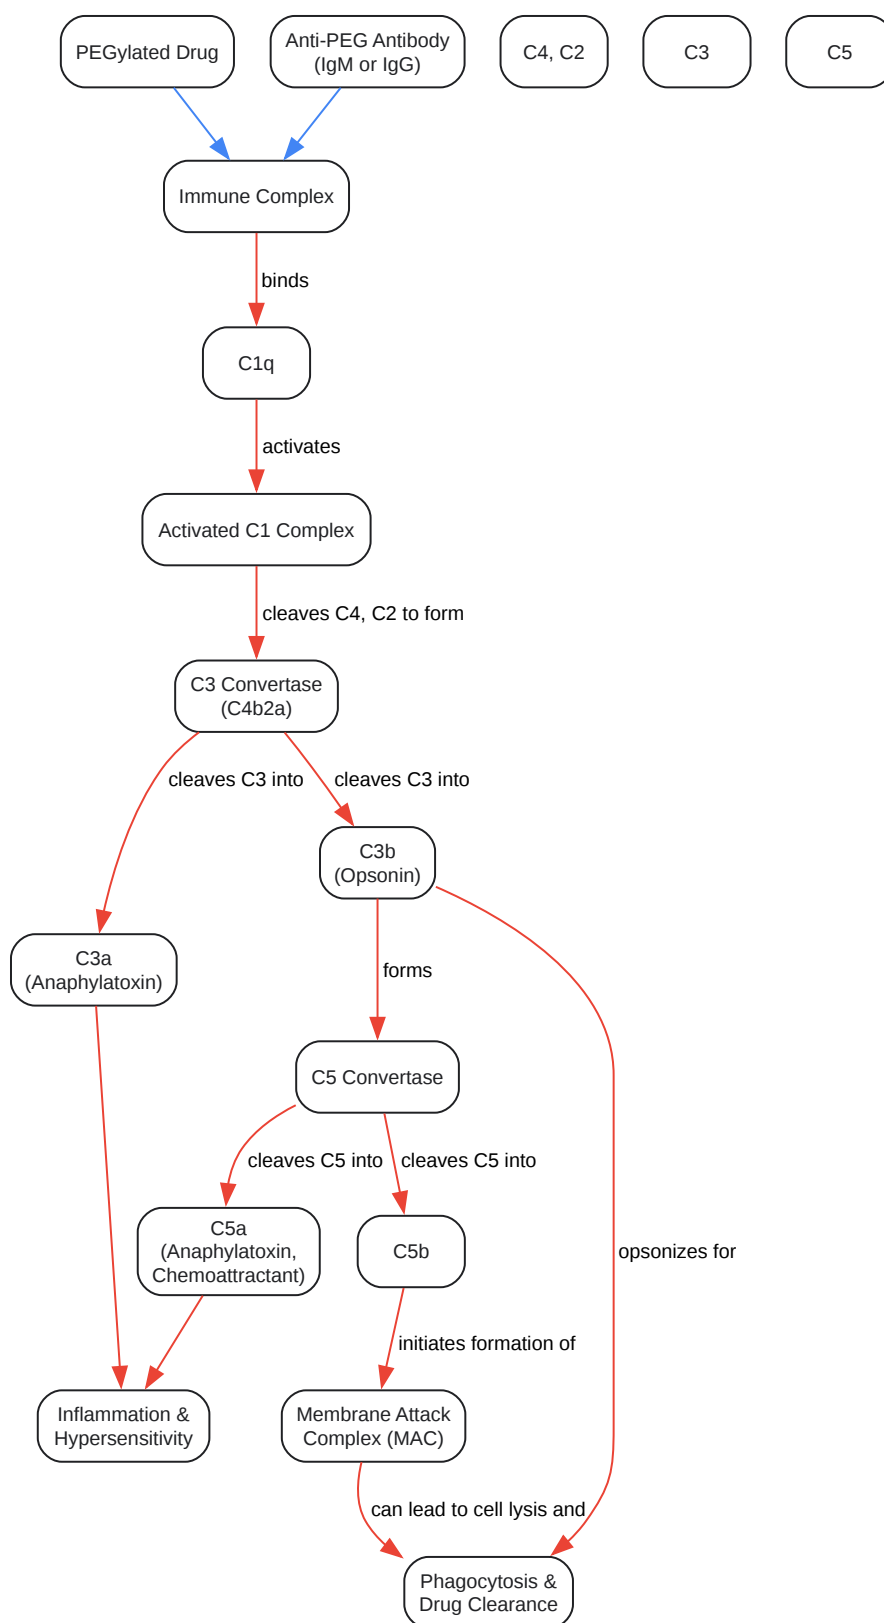 PEGylated Drug
Anti-PEG Antibody
(IgM or IgG)
C4, C2
C3
C5
Immune Complex
binds
C1q
activates
Activated C1 Complex
cleaves C4, C2 to form
C3 Convertase
(C4b2a)
cleaves C3 into
cleaves C3 into
C3b
(Opsonin)
C3a
(Anaphylatoxin)
forms
C5 Convertase
cleaves C5 into
cleaves C5 into
C5a
(Anaphylatoxin,
Chemoattractant)
C5b
opsonizes for
initiates formation of
Inflammation &
Hypersensitivity
Membrane Attack
Complex (MAC)
can lead to cell lysis and
Phagocytosis &
Drug Clearance